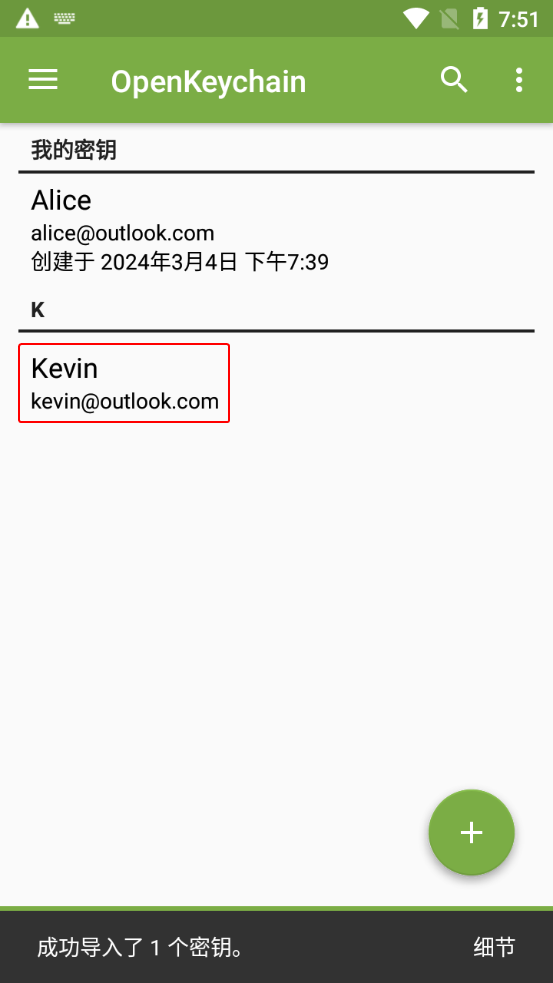 7:51
OpenKeychain
我的密钥
Alice
alice@outlook.com
创建于 2024年3月4日 下午7:39
K
Kevin
kevin@outlook.com
成功导入了 1 个密钥。 细节